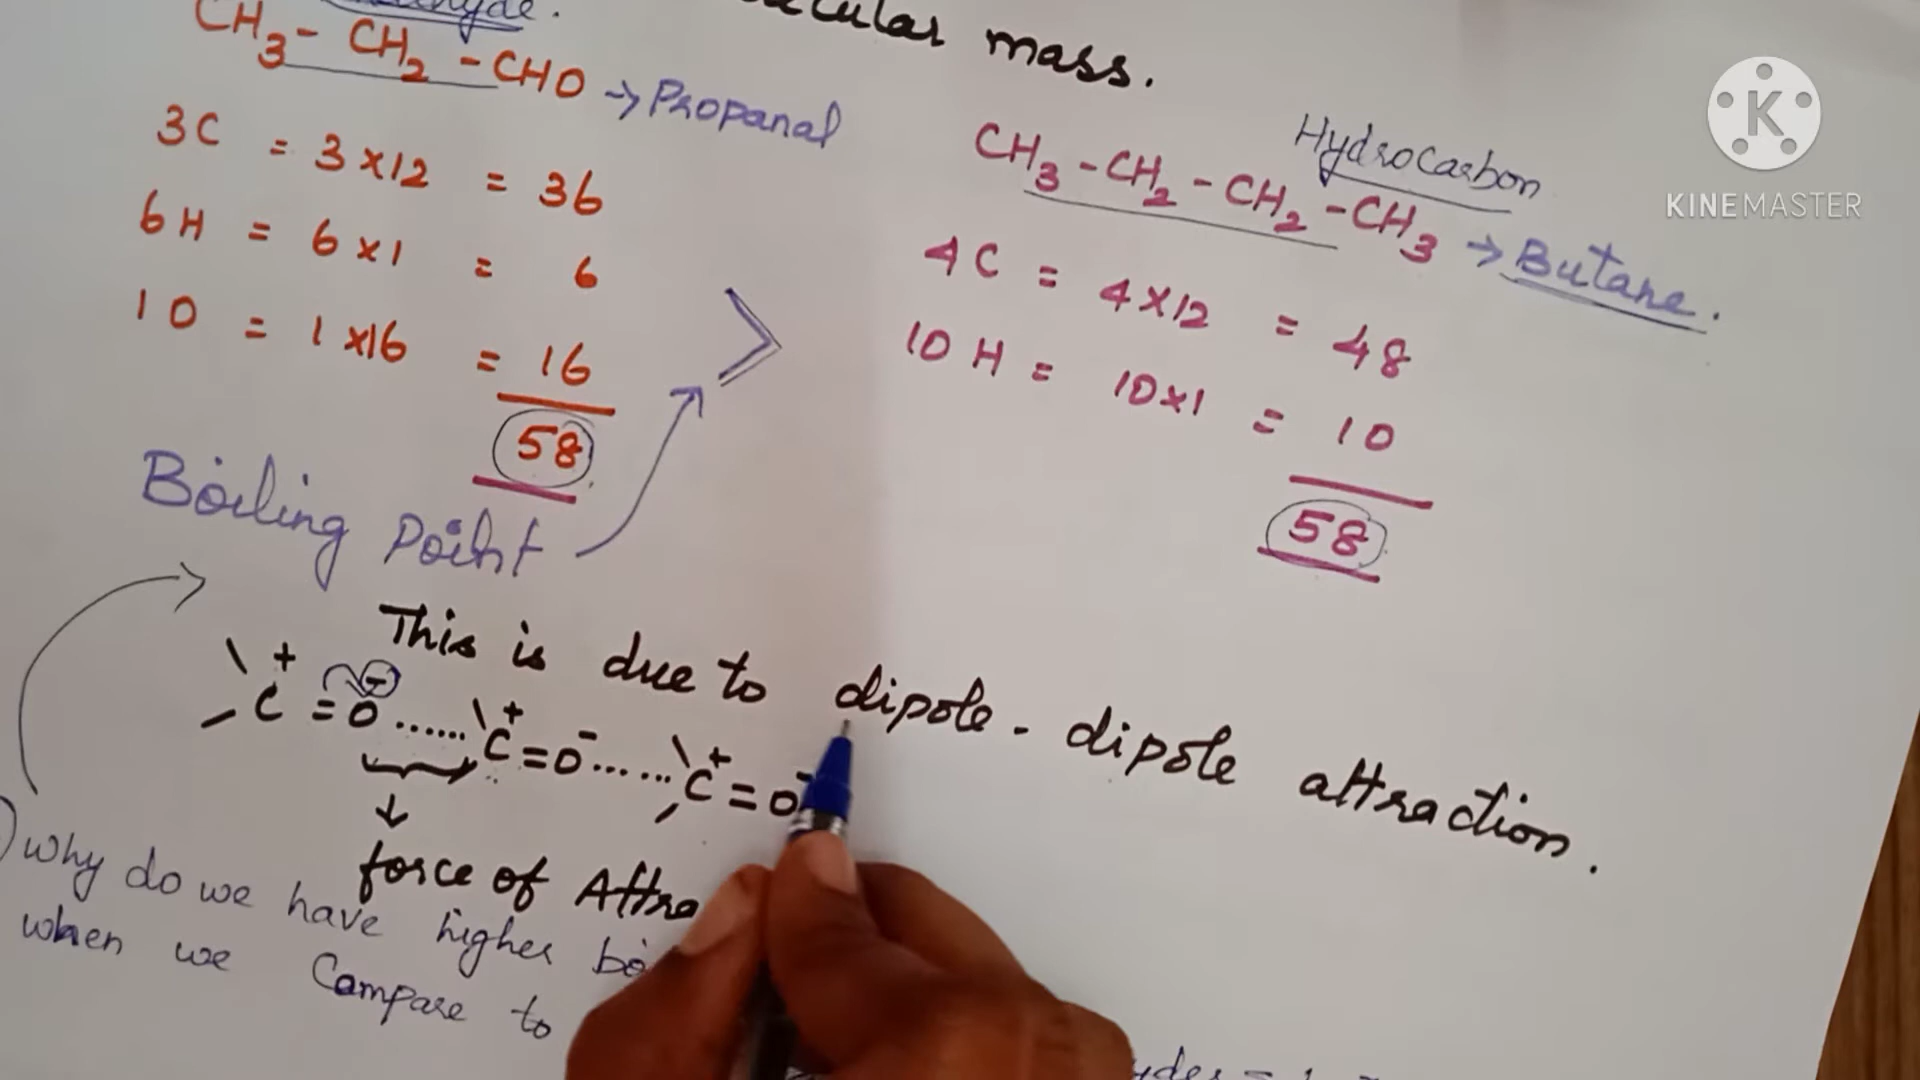 mass.
CH3 - CH2 - CHO → Propanal
3C = 3 × 12 = 36
6H = 6 × 1 = 6
1O = 1 × 16 = 16
58
Boiling Point
>
Hydrocarbon
CH3 - CH2 - CH2 - CH3 → Butane.
4C = 4 × 12 = 48
10H = 10 × 1 = 10
58
This is due to dipole - dipole attraction.
C+ = O- ...... C+ = O- ...... C+ = O-
force of
Why do we have higher
when we Compare to
K
KINEMASTER